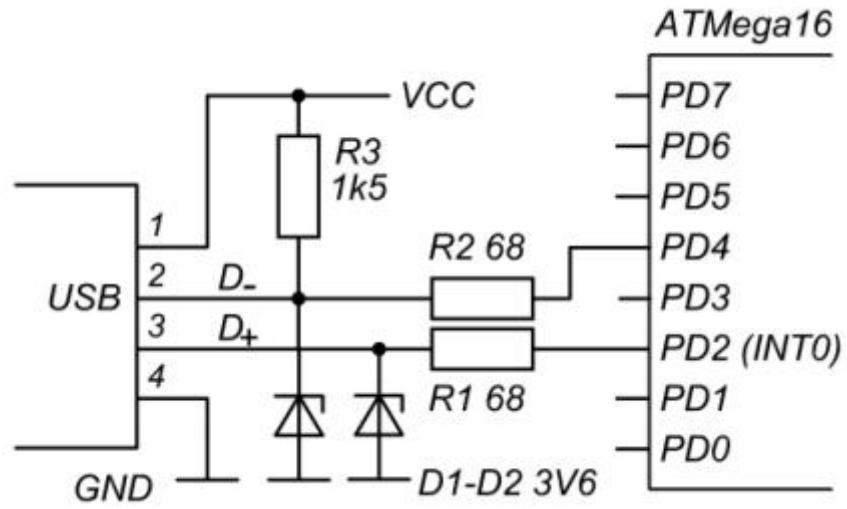 ATMega16
VCC
PD7
R3
1k5
PD6
PD5
1
R2 68
PD4
USB
2
D-
PD3
3
D+
PD2 (INT0)
4
R1 68
PD1
PD0
GND
D1-D2 3V6